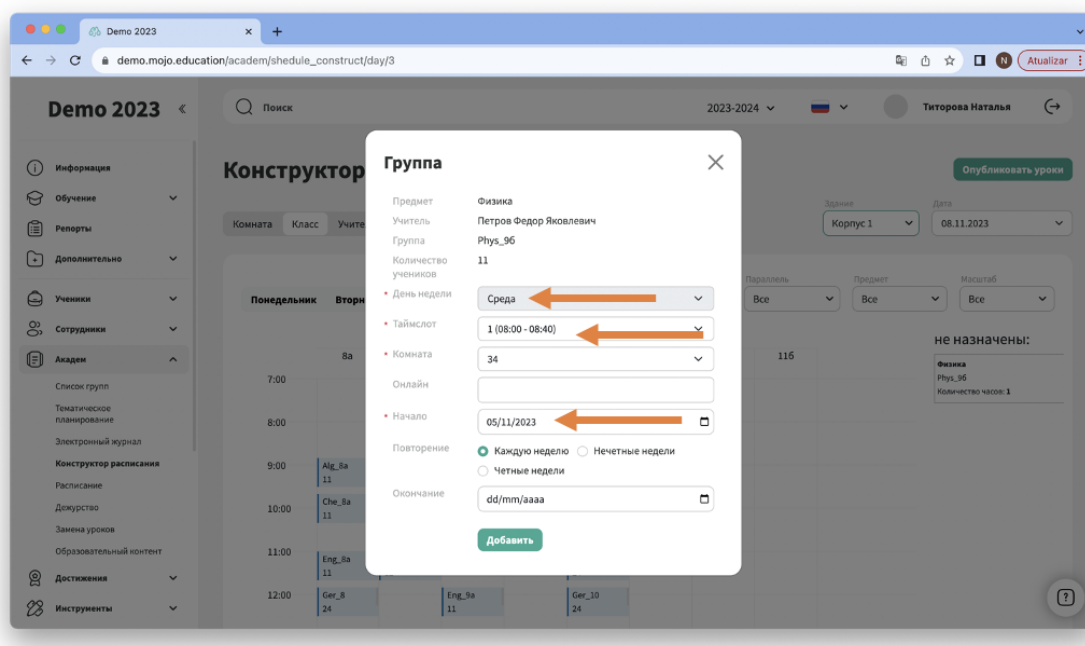 Demo 2023
demo.mojo.education/academ/shedule_construct/day/3
N
Atualizar
Demo 2023
Поиск
2023-2024
Титорова Наталья
Информация
Обучение
Репорты
Дополнительно
Ученики
Сотрудники
Академ
Список групп
Тематическое
планирование
Электронный журнал
Конструктор расписания
Расписание
Дежурство
Замена уроков
Образовательный контент
Достижения
Инструменты
Конструктор
Опубликовать уроки
Комната Класс
Здание
Корпус 1
Дата
08.11.2023
Параллель
Все
Предмет
Все
Масштаб
Все
Понедельник
8а
11б
7:00
8:00
9:00
10:00
11:00
12:00
Alg_8a
11
Che_8a
11
Eng_8a
11
Ger_8
24
Eng_9a
11
Ger_10
24
не назначены:
Физика
Phys_9б
Количество часов: 1
Группа
Предмет Физика
Учитель Петров Федор Яковлевич
Группа Phys_9б
Количество учеников 11
* День недели Среда
* Таймслот 1 (08:00 - 08:40)
* Комната 34
Онлайн
* Начало 05/11/2023
Повторение Каждую неделю Нечетные недели
Четные недели
Окончание dd/mm/aaaa
Добавить
?